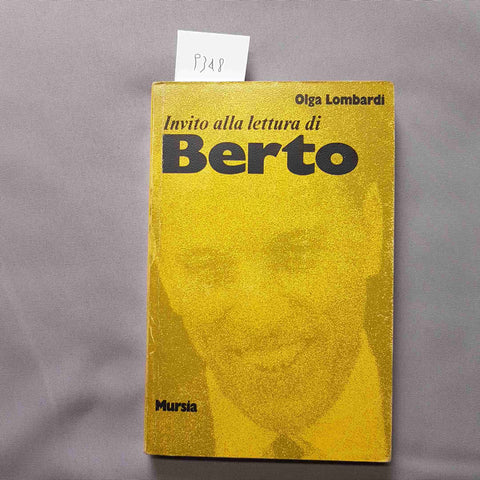 P348
Olga Lombardi
Invito alla lettura di
Berto
Mursia